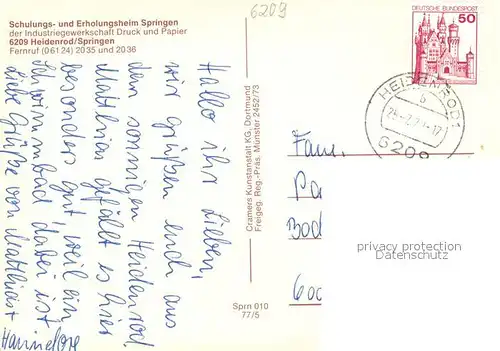 Schulungs- und Erholungsheim Springen
der Industriegewerkschaft Druck und Papier
6209 Heidenrod/Springen
Fernruf (06124) 2035 und 2036
6209
DEUTSCHE BUNDESPOST
50
HEIDENROD 1
b
6209
Hallo ihr Lieben,
wir grüßen euch aus
dem sonnigen Heidenrod.
Matthias gefällt es hier
besonders gut, weil ein
Schwimmbad dabei ist.
Liebe Grüße von Matthias +
Hannelore
Cramers Kunstanstalt KG, Dortmund
Freigeg. Reg.-Präs. Münster 2452/73
Sprn 010
77/5
Fam.
Pa
Bad
600
privacy protection
DATENSCHUTZ